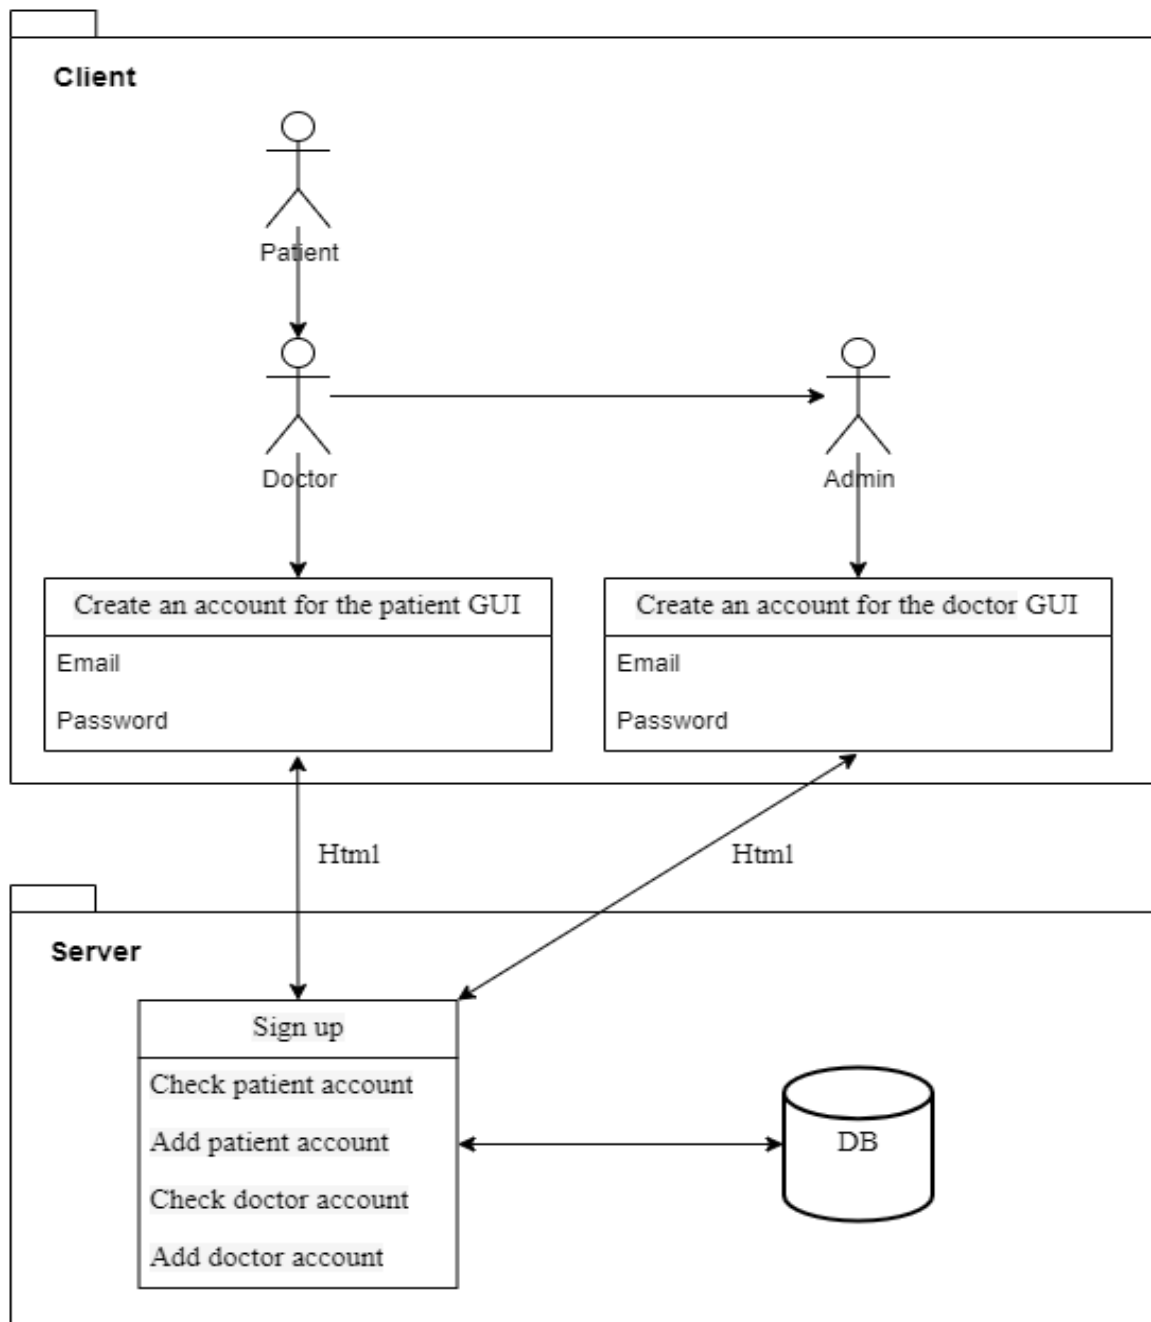 Client
Patient
Doctor
Admin
Create an account for the patient GUI
Email
Password
Create an account for the doctor GUI
Email
Password
Html
Html
Server
Sign up
Check patient account
Add patient account
Check doctor account
Add doctor account
DB